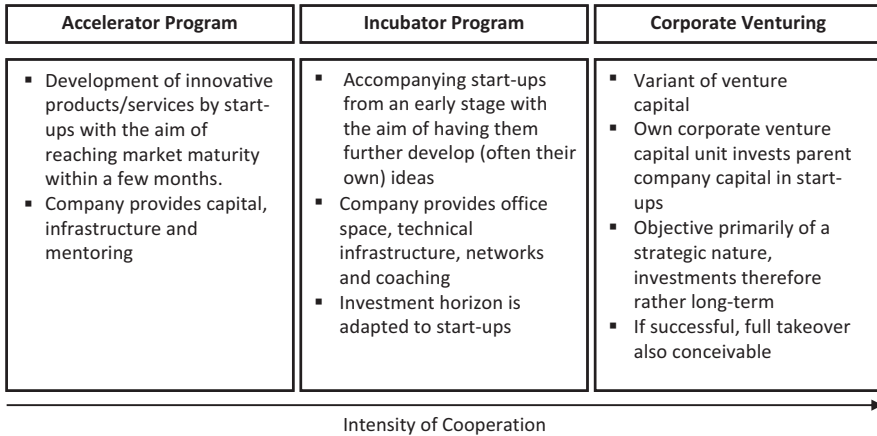 Accelerator Program
▪ Development of innovative
products/services by start-
ups with the aim of
reaching market maturity
within a few months.
▪ Company provides capital,
infrastructure and
mentoring
Incubator Program
▪ Accompanying start-ups
from an early stage with
the aim of having them
further develop (often their
own) ideas
▪ Company provides office
space, technical
infrastructure, networks
and coaching
▪ Investment horizon is
adapted to start-ups
Corporate Venturing
▪ Variant of venture
capital
▪ Own corporate venture
capital unit invests parent
company capital in start-
ups
▪ Objective primarily of a
strategic nature,
investments therefore
rather long-term
▪ If successful, full takeover
also conceivable
Intensity of Cooperation